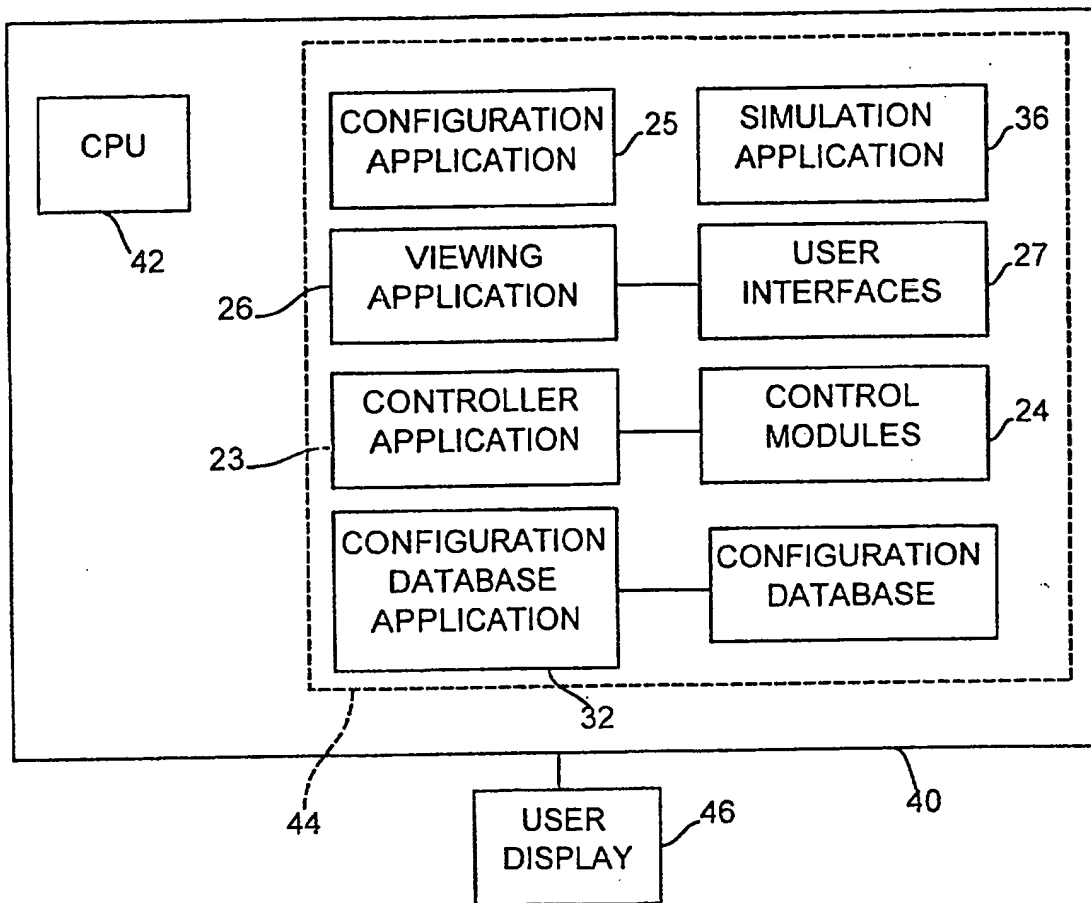 CPU
42
CONFIGURATION
APPLICATION
25
SIMULATION
APPLICATION
36
VIEWING
APPLICATION
26
USER
INTERFACES
27
CONTROLLER
APPLICATION
23
CONTROL
MODULES
24
CONFIGURATION
DATABASE
APPLICATION
32
CONFIGURATION
DATABASE
44
40
USER
DISPLAY
46